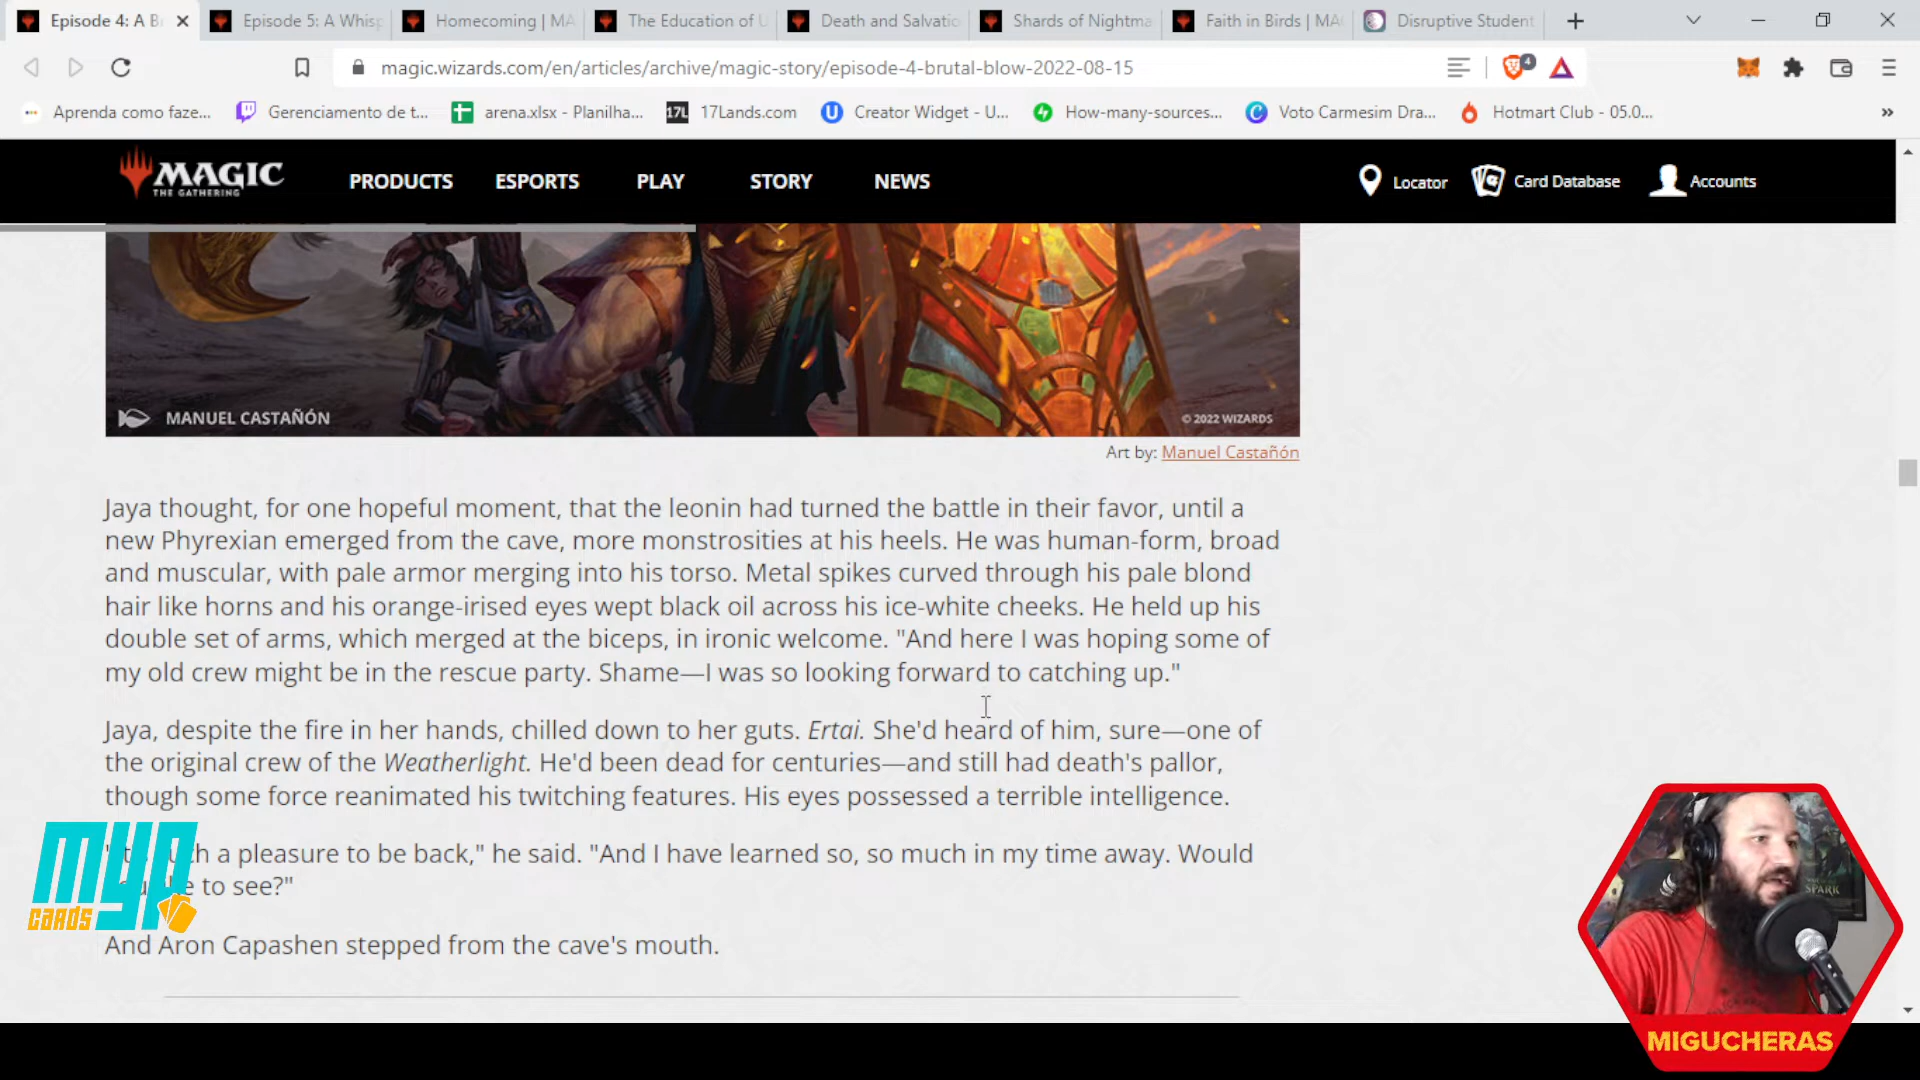 Episode 4: A B
Episode 5: A Whisp
Homecoming | MA
The Education of U
Death and Salvatio
Shards of Nightma
Faith in Birds | MA
Disruptive Student
magic.wizards.com/en/articles/archive/magic-story/episode-4-brutal-blow-2022-08-15
4
Aprenda como faze...
Gerenciamento de t...
arena.xlsx - Planilha...
17L 17Lands.com
Creator Widget - U...
How-many-sources...
Voto Carmesim Dra...
Hotmart Club - 05.0...
MAGIC
THE GATHERING
PRODUCTS
ESPORTS
PLAY
STORY
NEWS
Locator
Card Database
Accounts
MANUEL CASTAÑÓN
© 2022 WIZARDS
Art by: Manuel Castañón
Jaya thought, for one hopeful moment, that the leonin had turned the battle in their favor, until a
new Phyrexian emerged from the cave, more monstrosities at his heels. He was human-form, broad
and muscular, with pale armor merging into his torso. Metal spikes curved through his pale blond
hair like horns and his orange-irised eyes wept black oil across his ice-white cheeks. He held up his
double set of arms, which merged at the biceps, in ironic welcome. "And here I was hoping some of
my old crew might be in the rescue party. Shame—I was so looking forward to catching up."
Jaya, despite the fire in her hands, chilled down to her guts. Ertai. She'd heard of him, sure—one of
the original crew of the Weatherlight. He'd been dead for centuries—and still had death's pallor,
though some force reanimated his twitching features. His eyes possessed a terrible intelligence.
a pleasure to be back," he said. "And I have learned so, so much in my time away. Would
to see?"
And Aron Capashen stepped from the cave's mouth.
myp
cards
SPARK
MIGUCHERAS